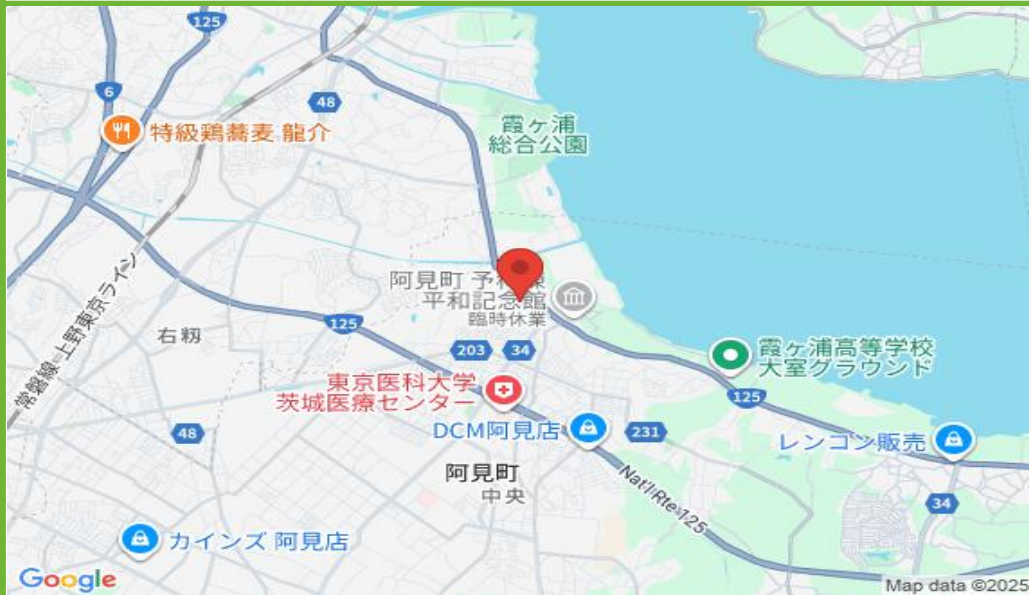 125
6
48
特級鶏蕎麦 龍介
霞ヶ浦
総合公園
阿見町 予科練
平和記念館
臨時休業
常磐線-上野東京ライン
右籾
125
203
34
霞ヶ浦高等学校
大室グラウンド
東京医科大学
茨城医療センター
125
48
DCM阿見店
231
レンコン販売
阿見町
中央
Nat'l Rte 125
34
カインズ 阿見店
Google
Map data ©2025